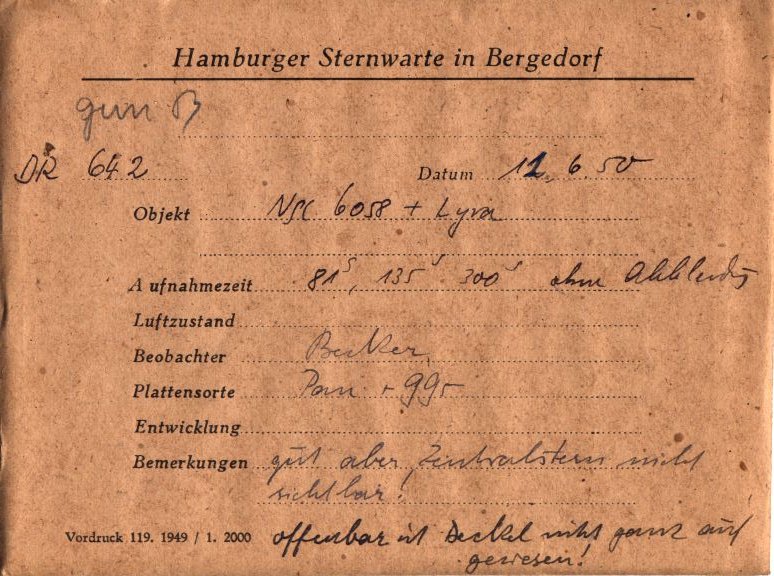 Hamburger Sternwarte in Bergedorf
DR 642 Datum 12. 6. 50
Objekt NGC 6058 + Lyra
Aufnahmezeit 81s, 135s 300s ohne
Luftzustand
Beobachter Becker
Plattensorte Pan
Entwicklung
Bemerkungen gut aber Zentralstern nicht
sichtbar!
Vordruck 119. 1949 / 1. 2000 offenbar ist Deckel nicht ganz auf
gewesen!